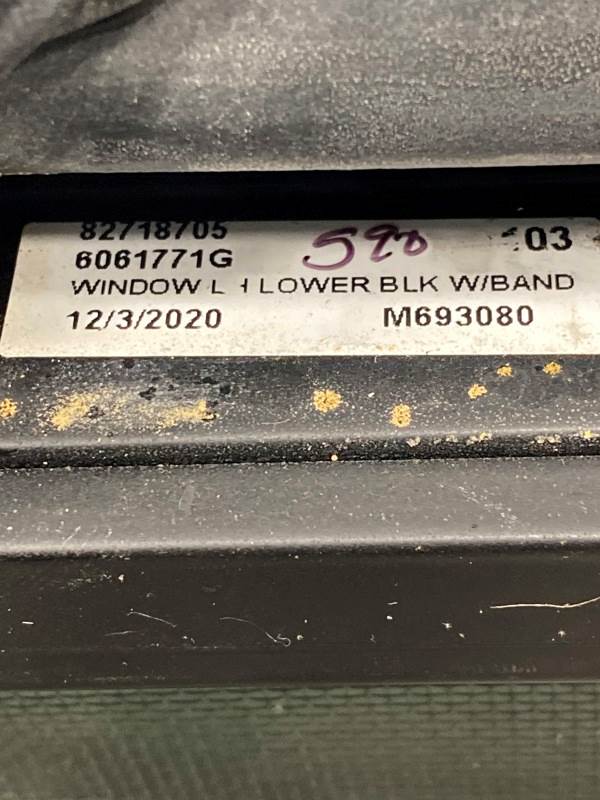 82718705
6061771G 590 03
WINDOW L H LOWER BLK W/BAND
12/3/2020 M693080